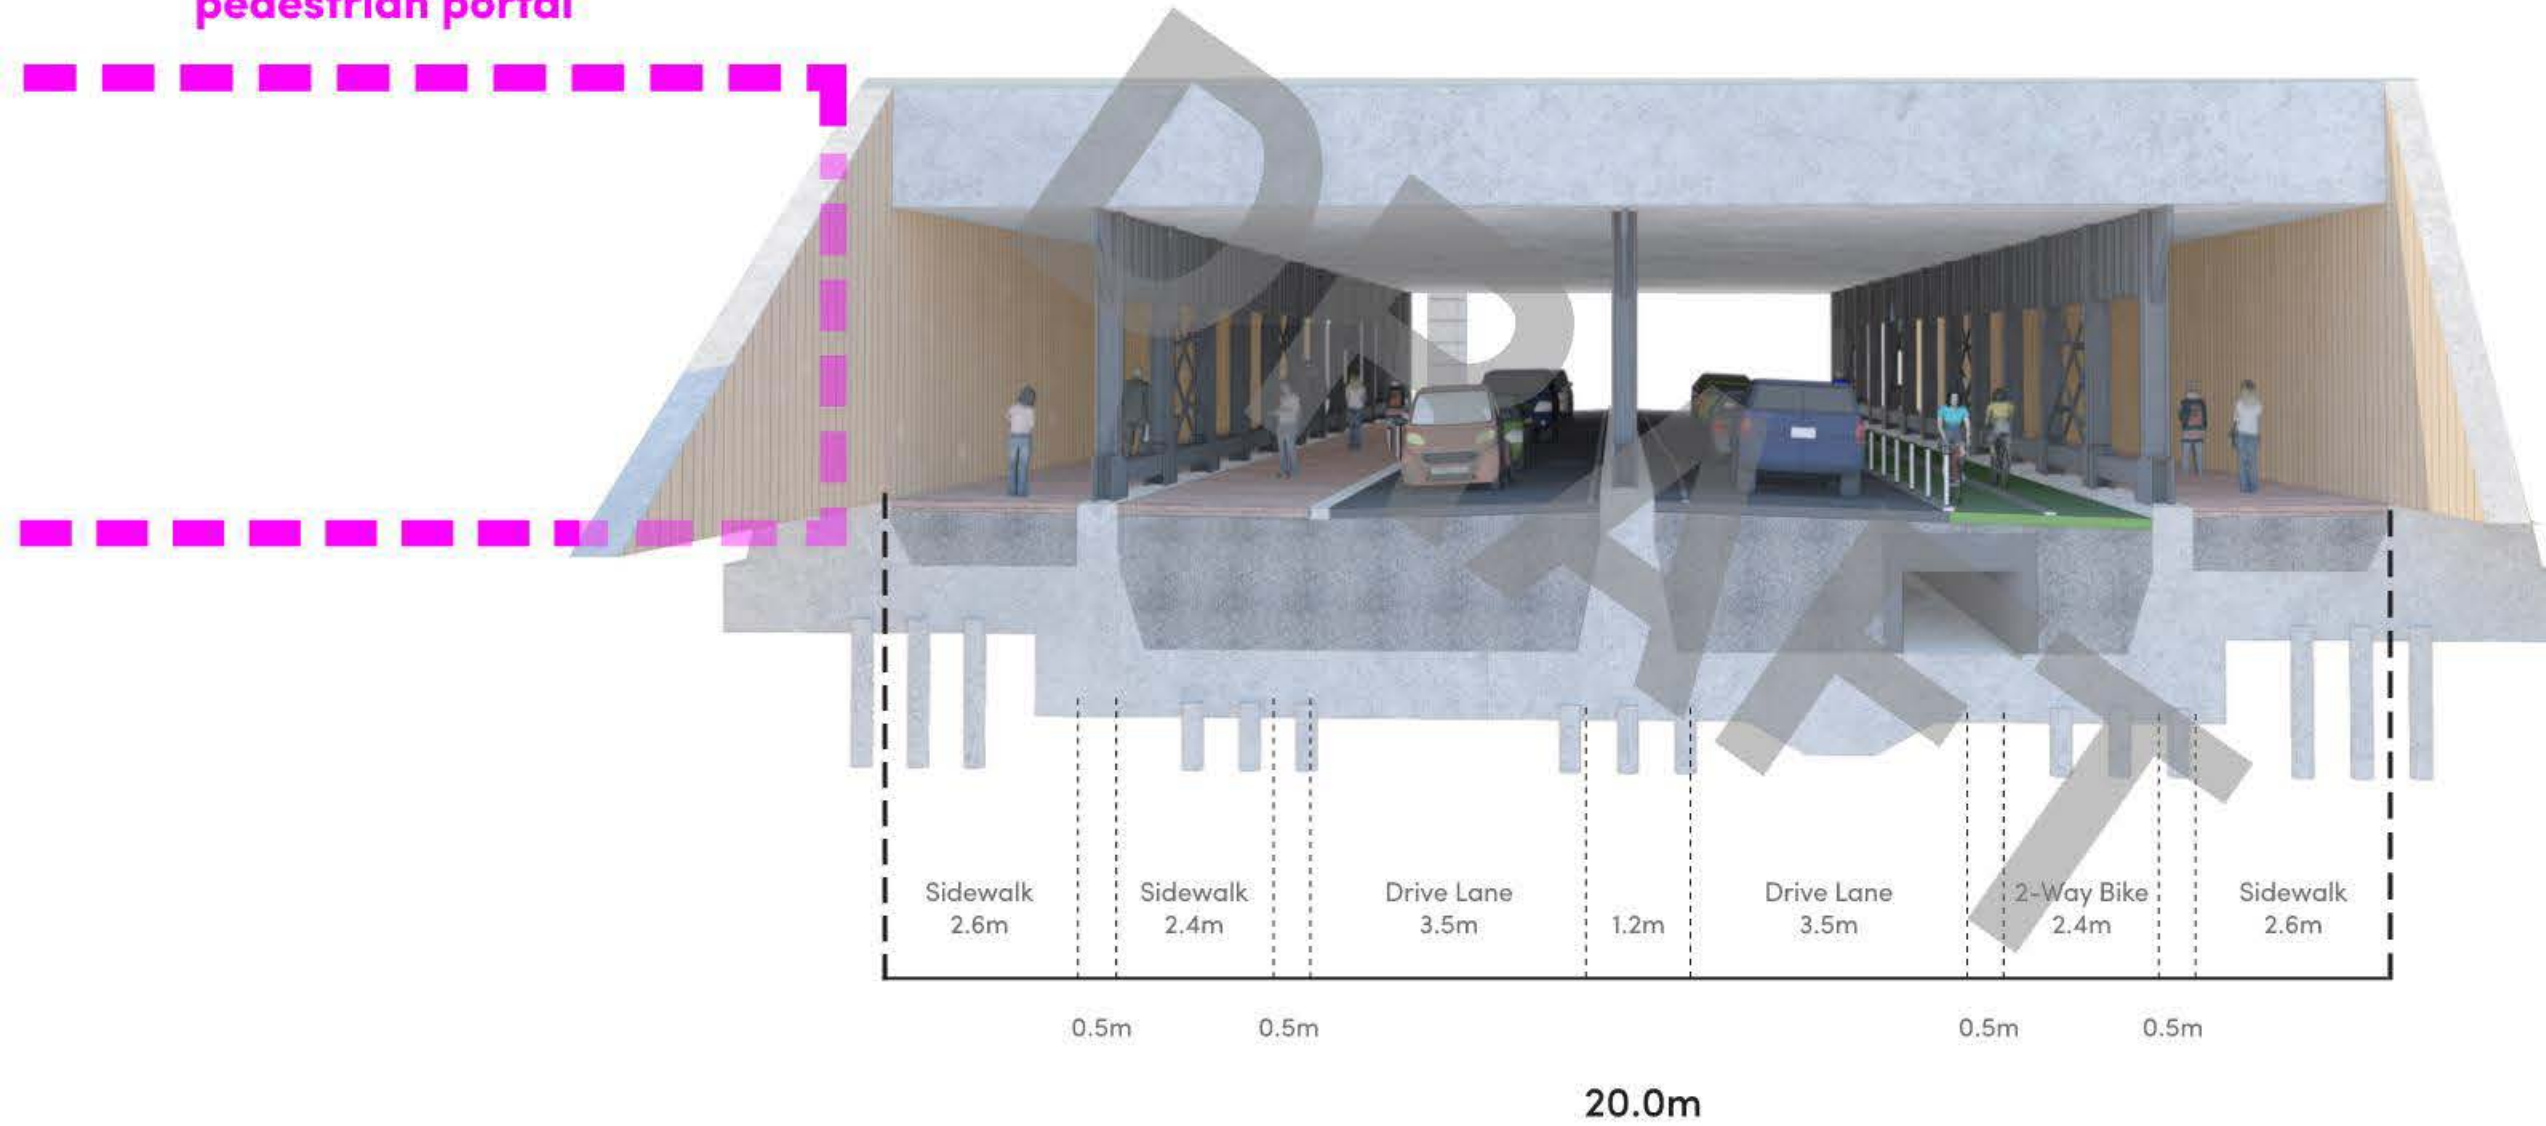 pedestrian portal
DRAFT
Sidewalk
2.6m
Sidewalk
2.4m
Drive Lane
3.5m
1.2m
Drive Lane
3.5m
2-Way Bike
2.4m
Sidewalk
2.6m
0.5m
0.5m
0.5m
0.5m
20.0m